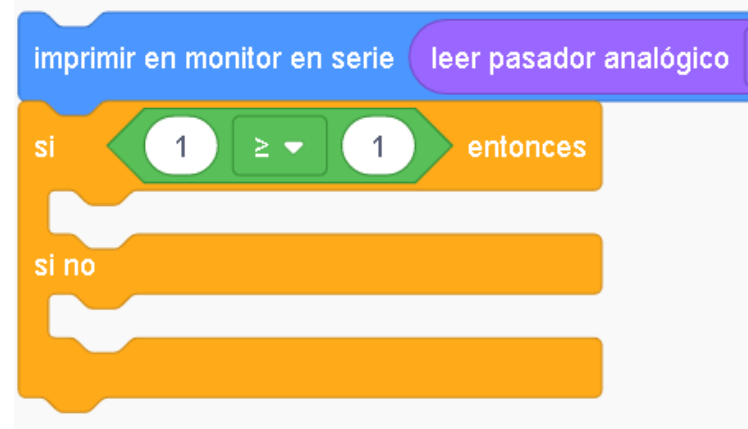 imprimir en monitor en serie leer pasador analógico
si 1 ≥ 1 entonces
si no